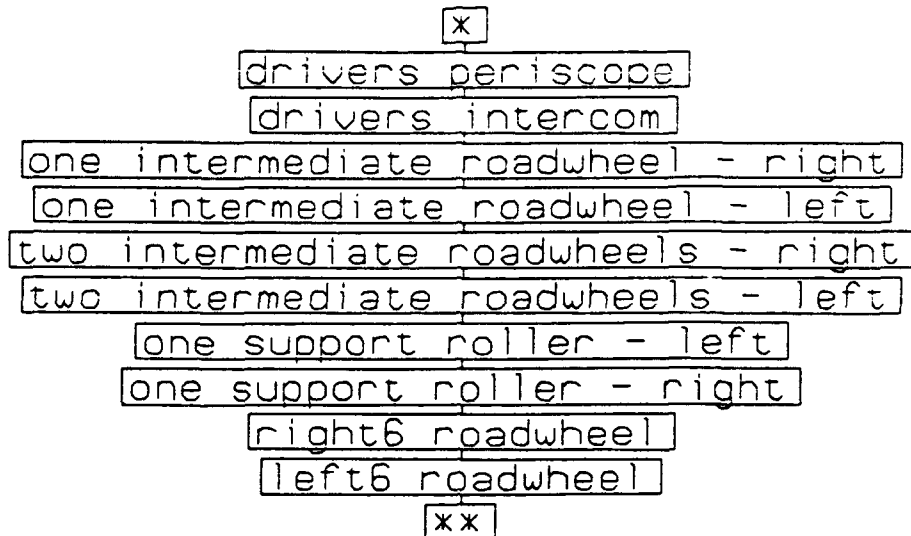 *
drivers periscope
drivers intercom
one intermediate roadwheel - right
one intermediate roadwheel - left
two intermediate roadwheels - right
two intermediate roadwheels - left
one support roller - left
one support roller - right
right6 roadwheel
left6 roadwheel
**